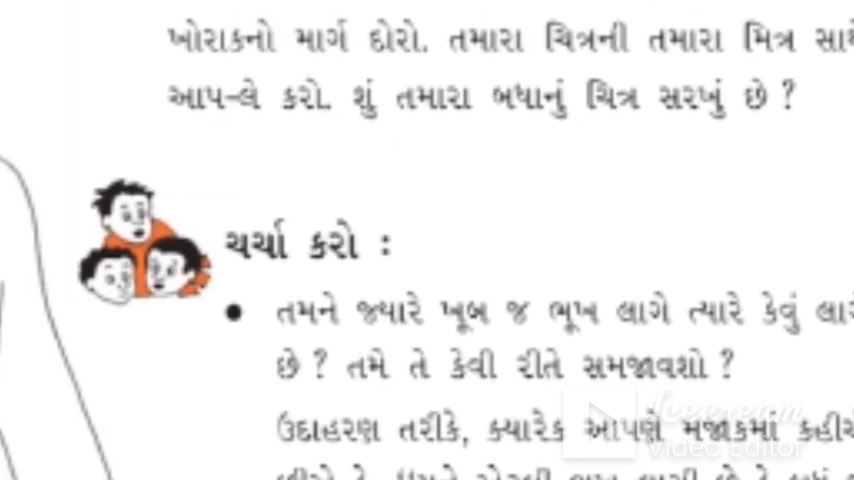 ખોરાકનો માર્ગ દોરો. તમારા ચિત્રની તમારા મિત્ર સાથે
આપ-લે કરો. શું તમારા બધાનું ચિત્ર સરખું છે ?
ચર્ચા કરો :
• તમને જ્યારે ખૂબ જ ભૂખ લાગે ત્યારે કેવું
છે ? તમે તે કેવી રીતે સમજાવશો ?
ઉદાહરણ તરીકે, ક્યારેક આપણે મજાકમાં
Video Editor